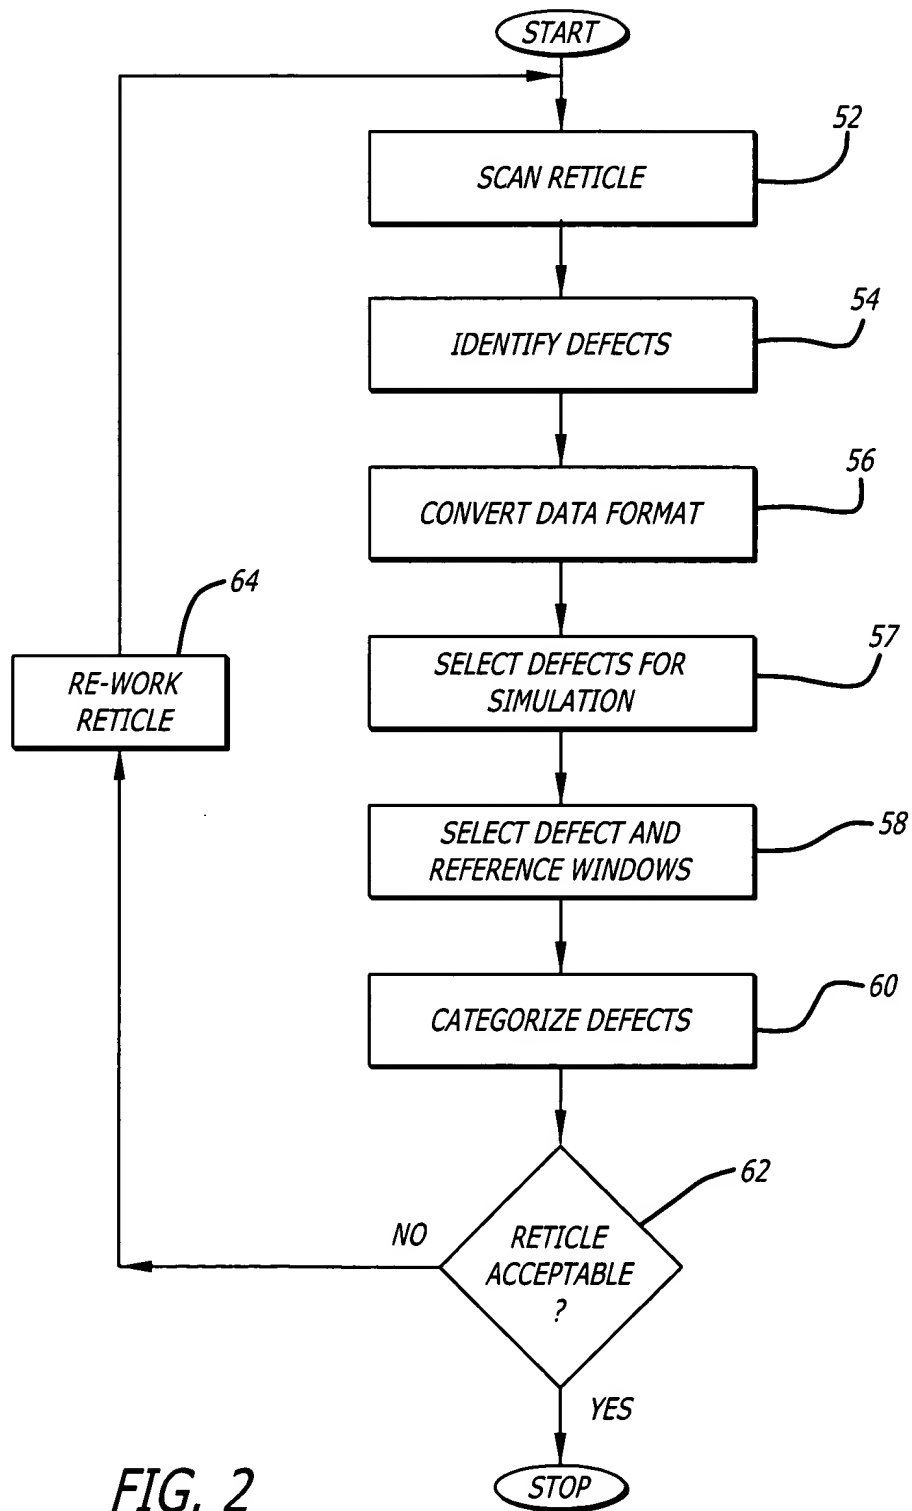 START
52
SCAN RETICLE
54
IDENTIFY DEFECTS
56
CONVERT DATA FORMAT
64
57
SELECT DEFECTS FOR
SIMULATION
RE-WORK
RETICLE
58
SELECT DEFECT AND
REFERENCE WINDOWS
60
CATEGORIZE DEFECTS
62
NO
RETICLE
ACCEPTABLE
?
YES
STOP
FIG. 2